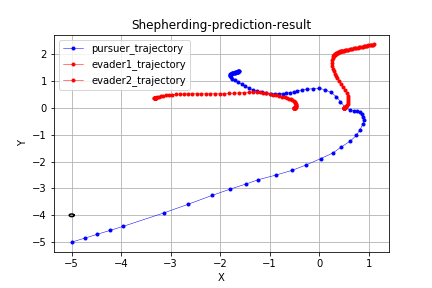 Shepherding-prediction-result
pursuer_trajectory
evader1_trajectory
evader2_trajectory
2
1
0
−1
−2
−3
−4
−5
Y
−5 −4 −3 −2 −1 0 1
X